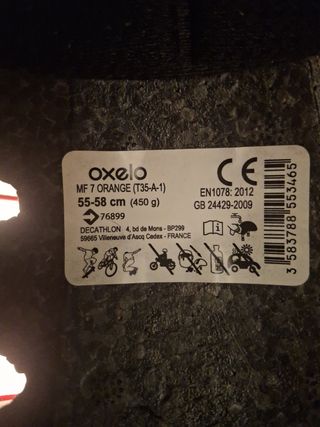 oxelo
MF 7 ORANGE (T35-A-1)
55-58 cm (450 g)
76899
DECATHLON 4, bd de Mons - BP299
59665 Villeneuve d'Ascq Cedex - FRANCE
CE
EN1078: 2012
GB 24429-2009
3 583788 553465